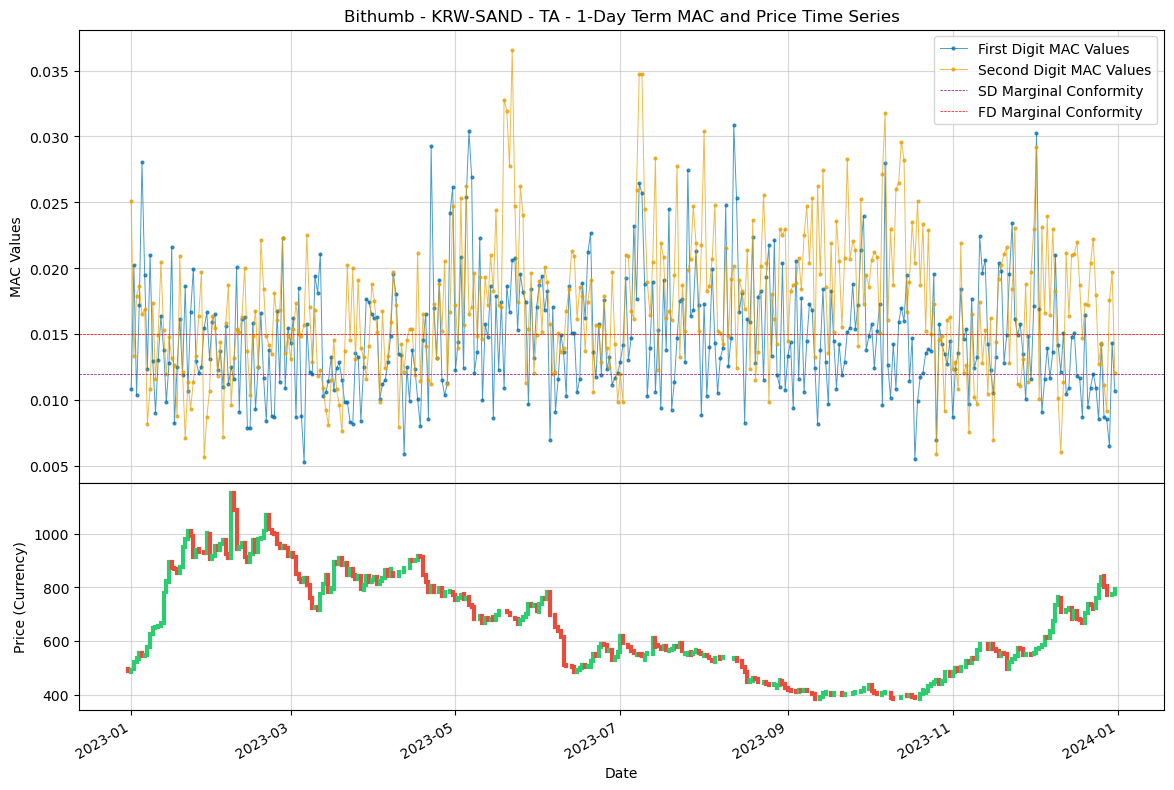 Bithumb - KRW-SAND - TA - 1-Day Term MAC and Price Time Series
First Digit MAC Values
Second Digit MAC Values
SD Marginal Conformity
FD Marginal Conformity
MAC Values
0.035
0.030
0.025
0.020
0.015
0.010
0.005
Price (Currency)
1000
800
600
400
2023-01
2023-03
2023-05
2023-07
2023-09
2023-11
2024-01
Date